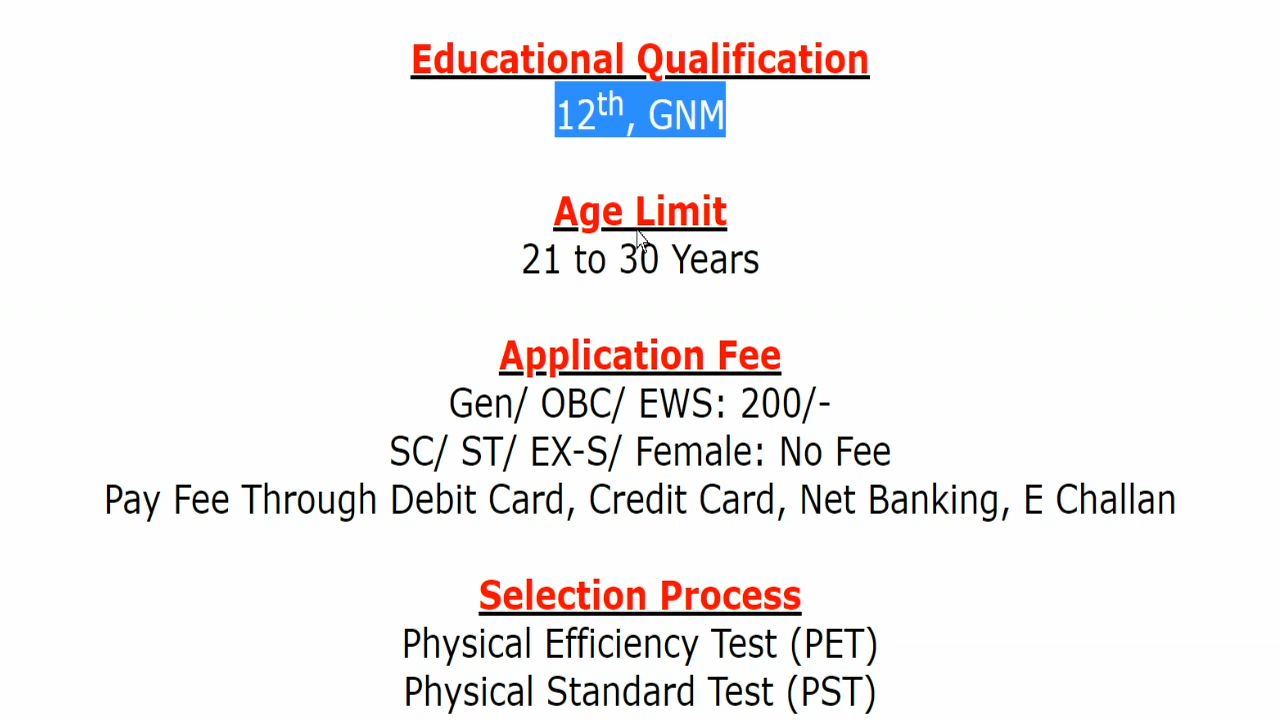 Educational Qualification
12th, GNM
Age Limit
21 to 30 Years
Application Fee
Gen/ OBC/ EWS: 200/-
SC/ ST/ EX-S/ Female: No Fee
Pay Fee Through Debit Card, Credit Card, Net Banking, E Challan
Selection Process
Physical Efficiency Test (PET)
Physical Standard Test (PST)